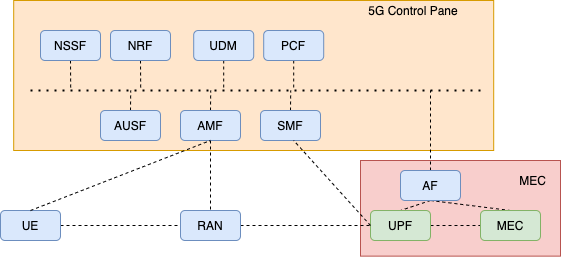 5G Control Pane
NSSF
NRF
UDM
PCF
AUSF
AMF
SMF
AF
MEC
UE
RAN
UPF
MEC